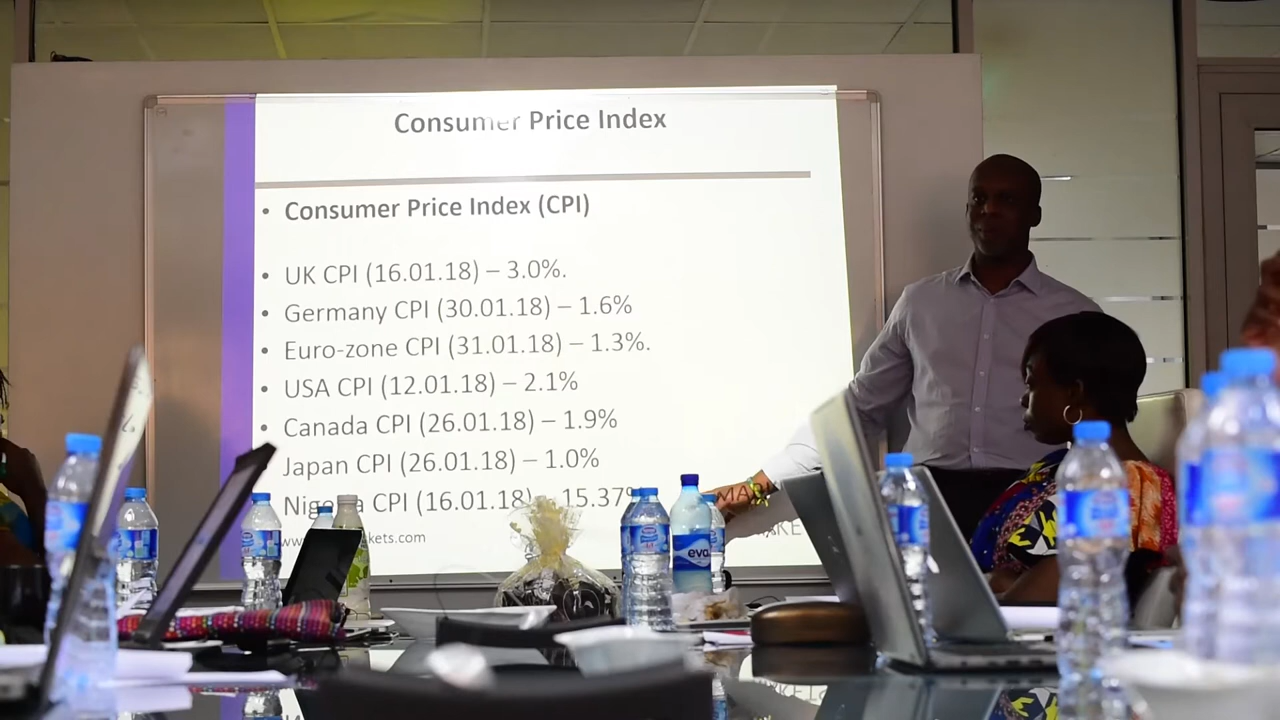 Consumer Price Index
• Consumer Price Index (CPI)
• UK CPI (16.01.18) – 3.0%.
• Germany CPI (30.01.18) – 1.6%
• Euro-zone CPI (31.01.18) – 1.3%.
• USA CPI (12.01.18) – 2.1%
• Canada CPI (26.01.18) – 1.9%
Japan CPI (26.01.18) – 1.0%
CPI (16.01.18) – 15.37%
eva